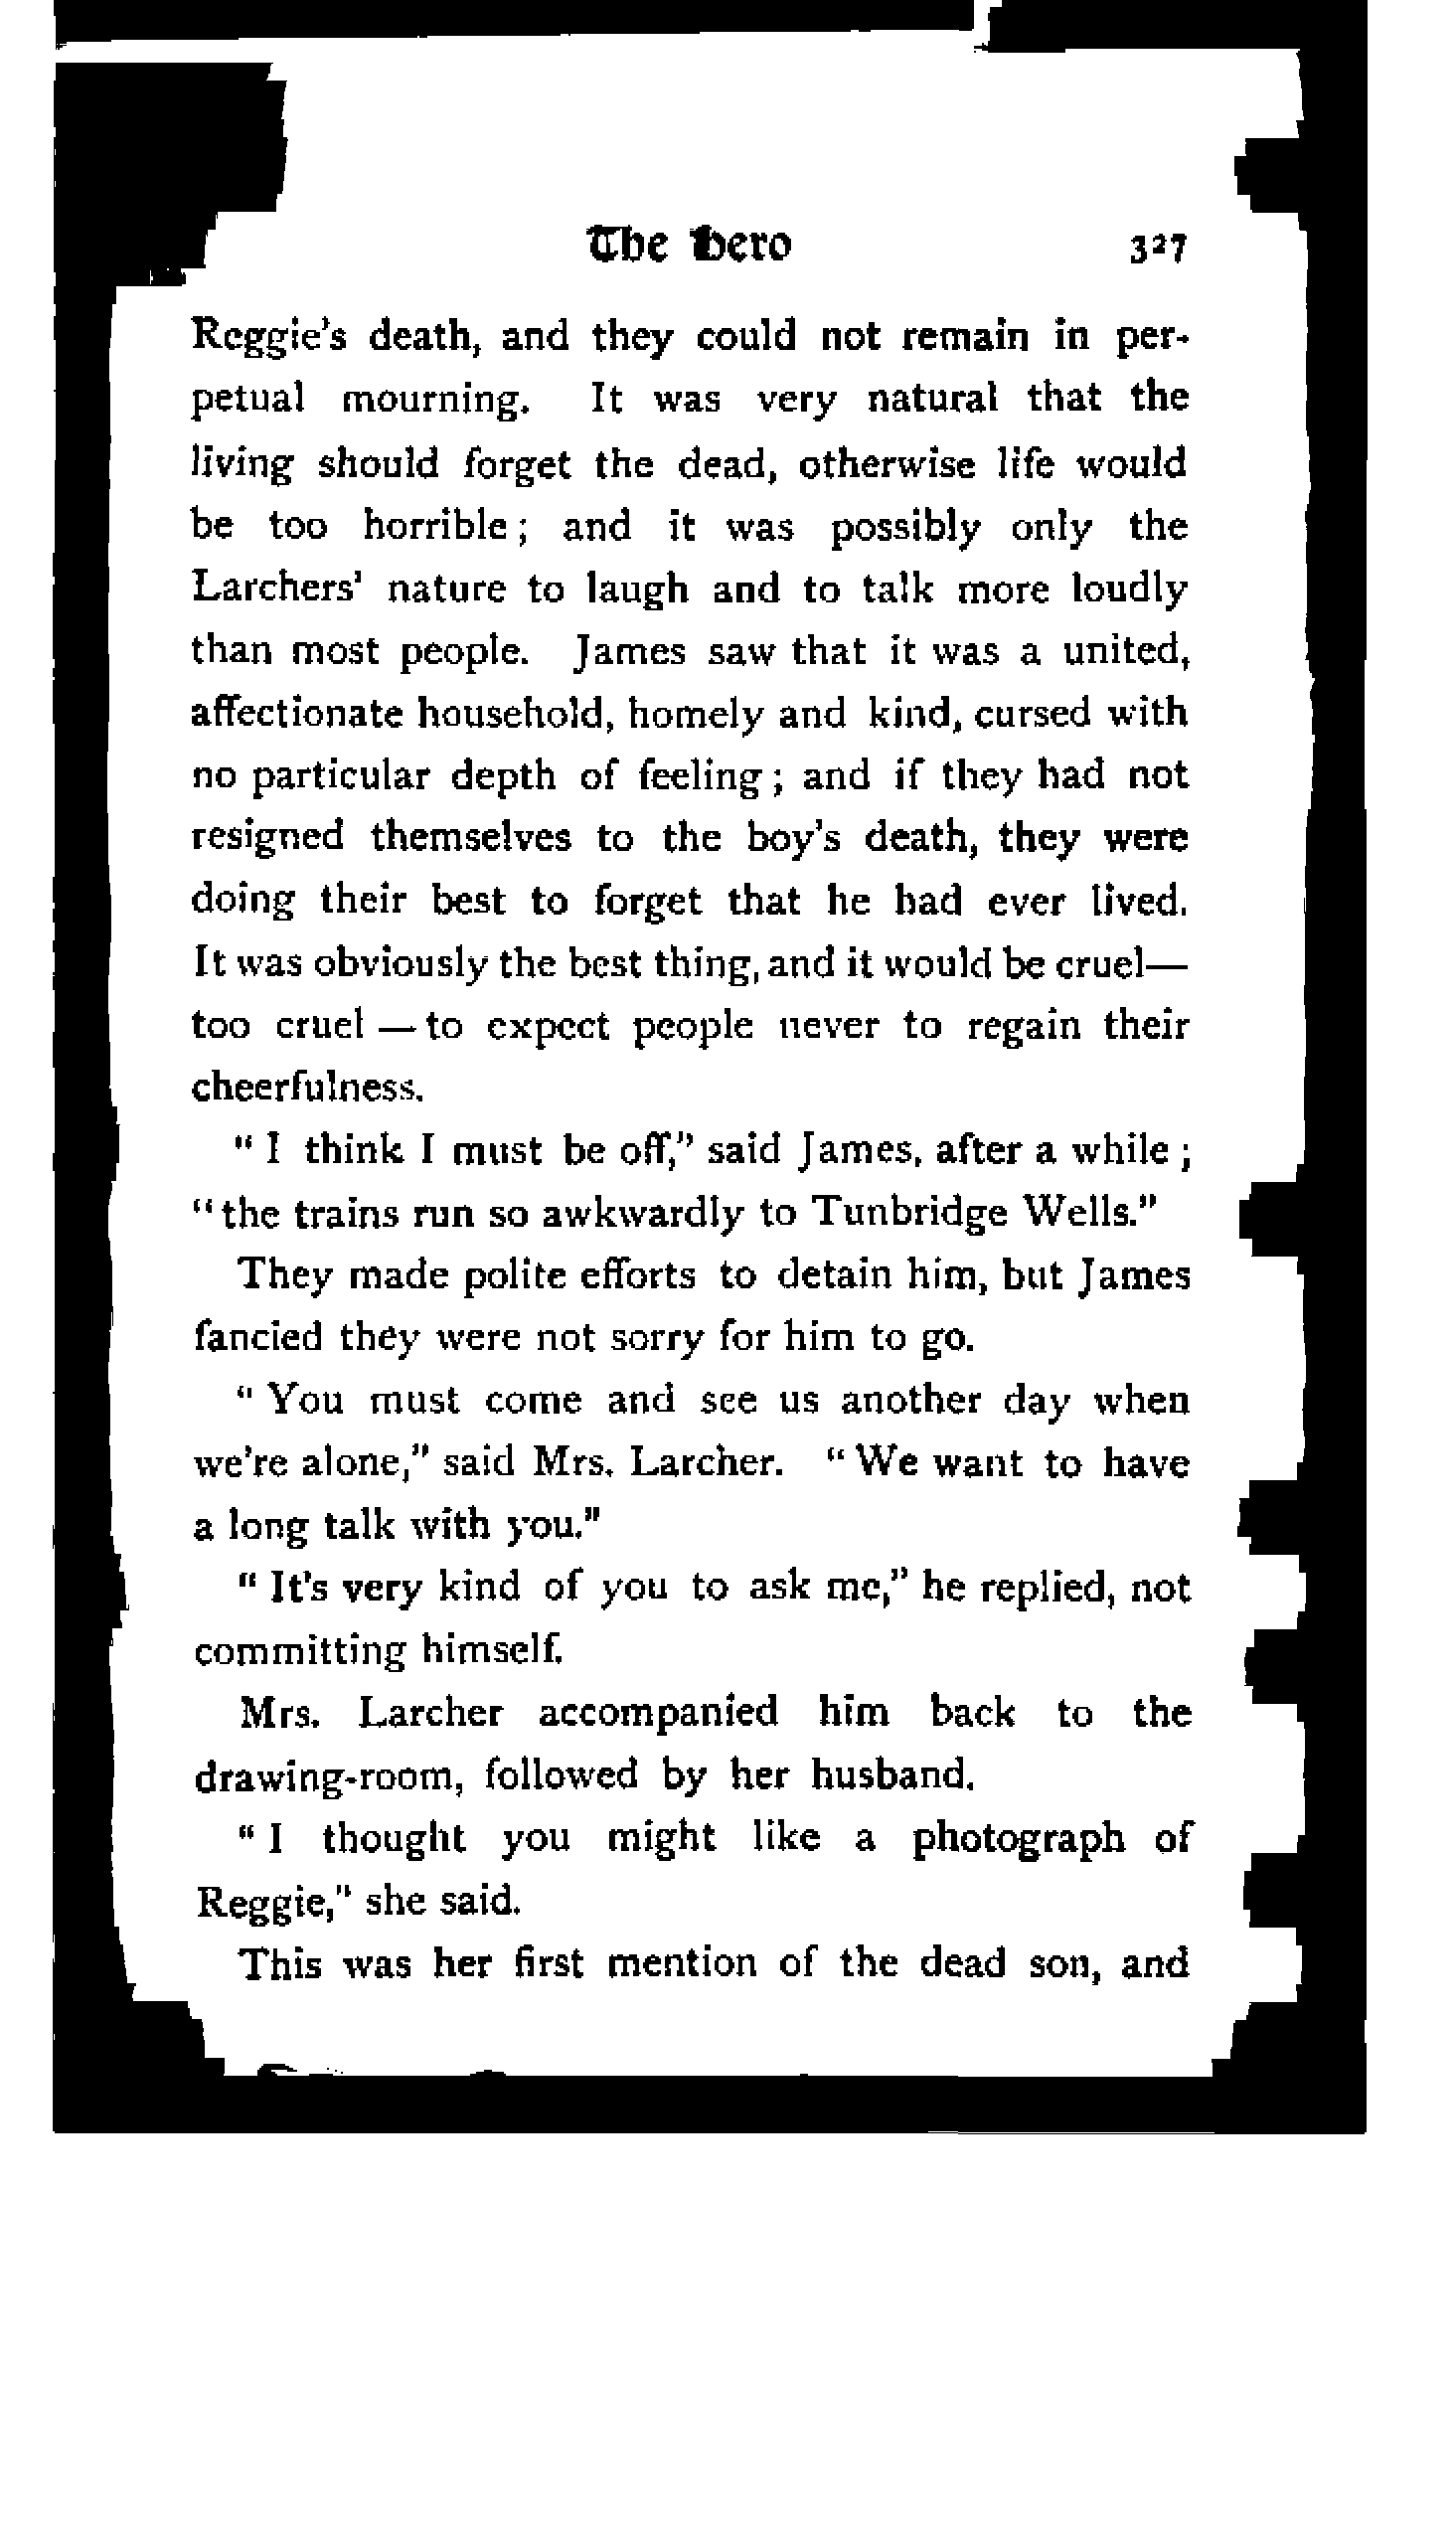 The Hero 327
Reggie's death, and they could not remain in per-
petual mourning. It was very natural that the
living should forget the dead, otherwise life would
be too horrible; and it was possibly only the
Larchers' nature to laugh and to talk more loudly
than most people. James saw that it was a united,
affectionate household, homely and kind, cursed with
no particular depth of feeling; and if they had not
resigned themselves to the boy's death, they were
doing their best to forget that he had ever lived.
It was obviously the best thing, and it would be cruel—
too cruel—to expect people never to regain their
cheerfulness.
"I think I must be off," said James, after a while;
"the trains run so awkwardly to Tunbridge Wells."
They made polite efforts to detain him, but James
fancied they were not sorry for him to go.
"You must come and see us another day when
we're alone," said Mrs. Larcher. "We want to have
a long talk with you."
"It's very kind of you to ask me," he replied, not
committing himself.
Mrs. Larcher accompanied him back to the
drawing-room, followed by her husband.
"I thought you might like a photograph of
Reggie," she said.
This was her first mention of the dead son, and